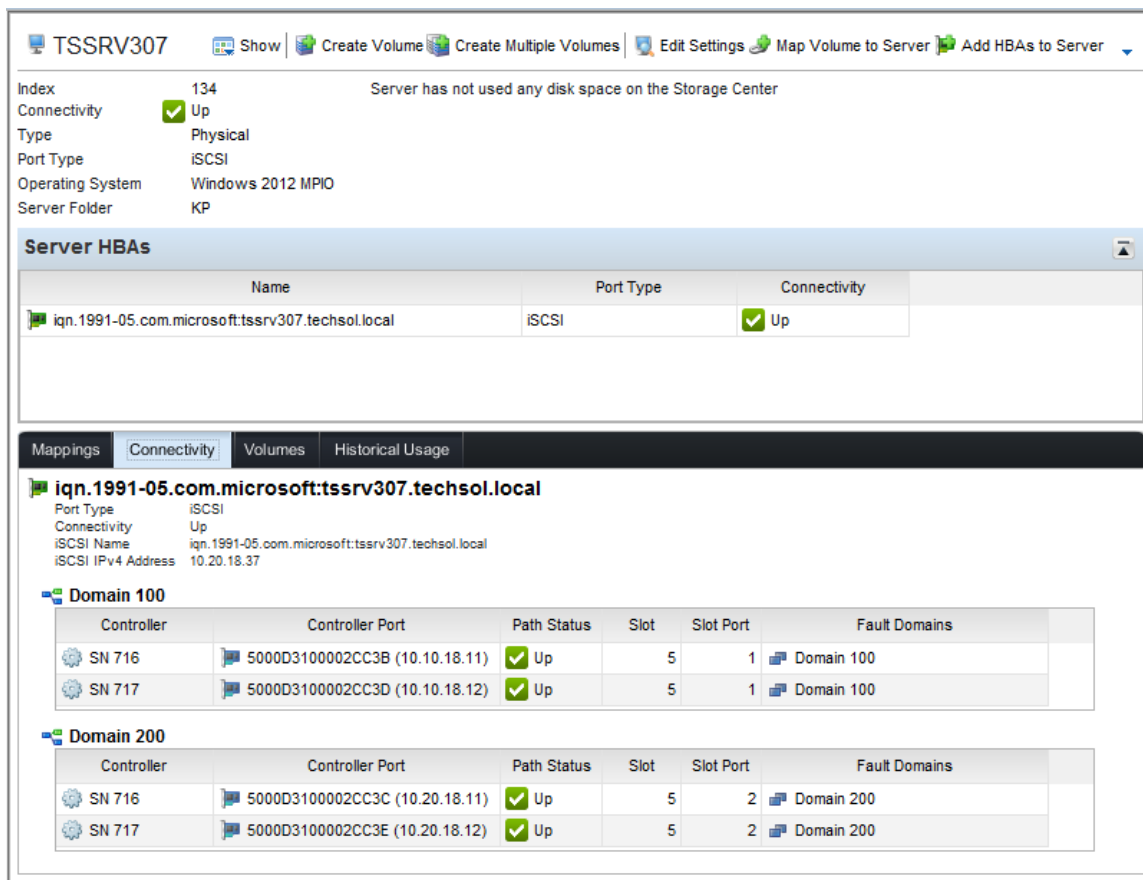 TSSRV307 Show Create Volume Create Multiple Volumes Edit Settings Map Volume to Server Add HBAs to Server
Index 134 Server has not used any disk space on the Storage Center
Connectivity Up
Type Physical
Port Type iSCSI
Operating System Windows 2012 MPIO
Server Folder KP
Server HBAs
Name Port Type Connectivity
iqn.1991-05.com.microsoft:tssrv307.techsol.local iSCSI Up
Mappings Connectivity Volumes Historical Usage
iqn.1991-05.com.microsoft:tssrv307.techsol.local
Port Type iSCSI
Connectivity Up
iSCSI Name iqn.1991-05.com.microsoft:tssrv307.techsol.local
iSCSI IPv4 Address 10.20.18.37
Domain 100
Controller Controller Port Path Status Slot Slot Port Fault Domains
SN 716 5000D3100002CC3B (10.10.18.11) Up 5 1 Domain 100
SN 717 5000D3100002CC3D (10.10.18.12) Up 5 1 Domain 100
Domain 200
Controller Controller Port Path Status Slot Slot Port Fault Domains
SN 716 5000D3100002CC3C (10.20.18.11) Up 5 2 Domain 200
SN 717 5000D3100002CC3E (10.20.18.12) Up 5 2 Domain 200